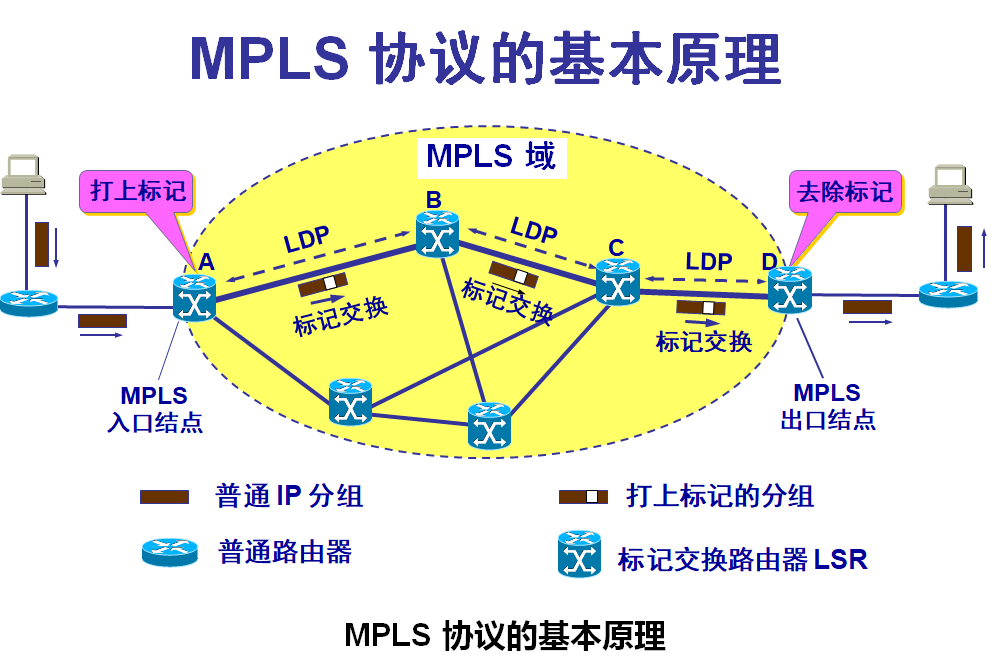 MPLS 协议的基本原理
MPLS 域
打上标记
去除标记
B
LDP
LDP
A
C
LDP
D
标记交换
标记交换
标记交换
MPLS
入口结点
MPLS
出口结点
普通 IP 分组
打上标记的分组
普通路由器
标记交换路由器 LSR
MPLS 协议的基本原理